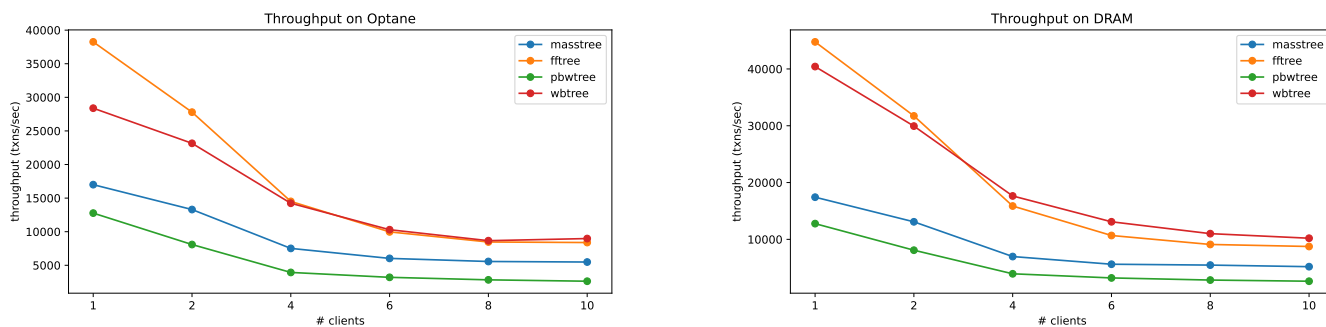 Throughput on Optane
throughput (txns/sec)
40000
35000
30000
25000
20000
15000
10000
5000
masstree
fftree
pbwtree
wbtree
1 2 4 6 8 10
# clients
Throughput on DRAM
throughput (txns/sec)
40000
30000
20000
10000
masstree
fftree
pbwtree
wbtree
1 2 4 6 8 10
# clients